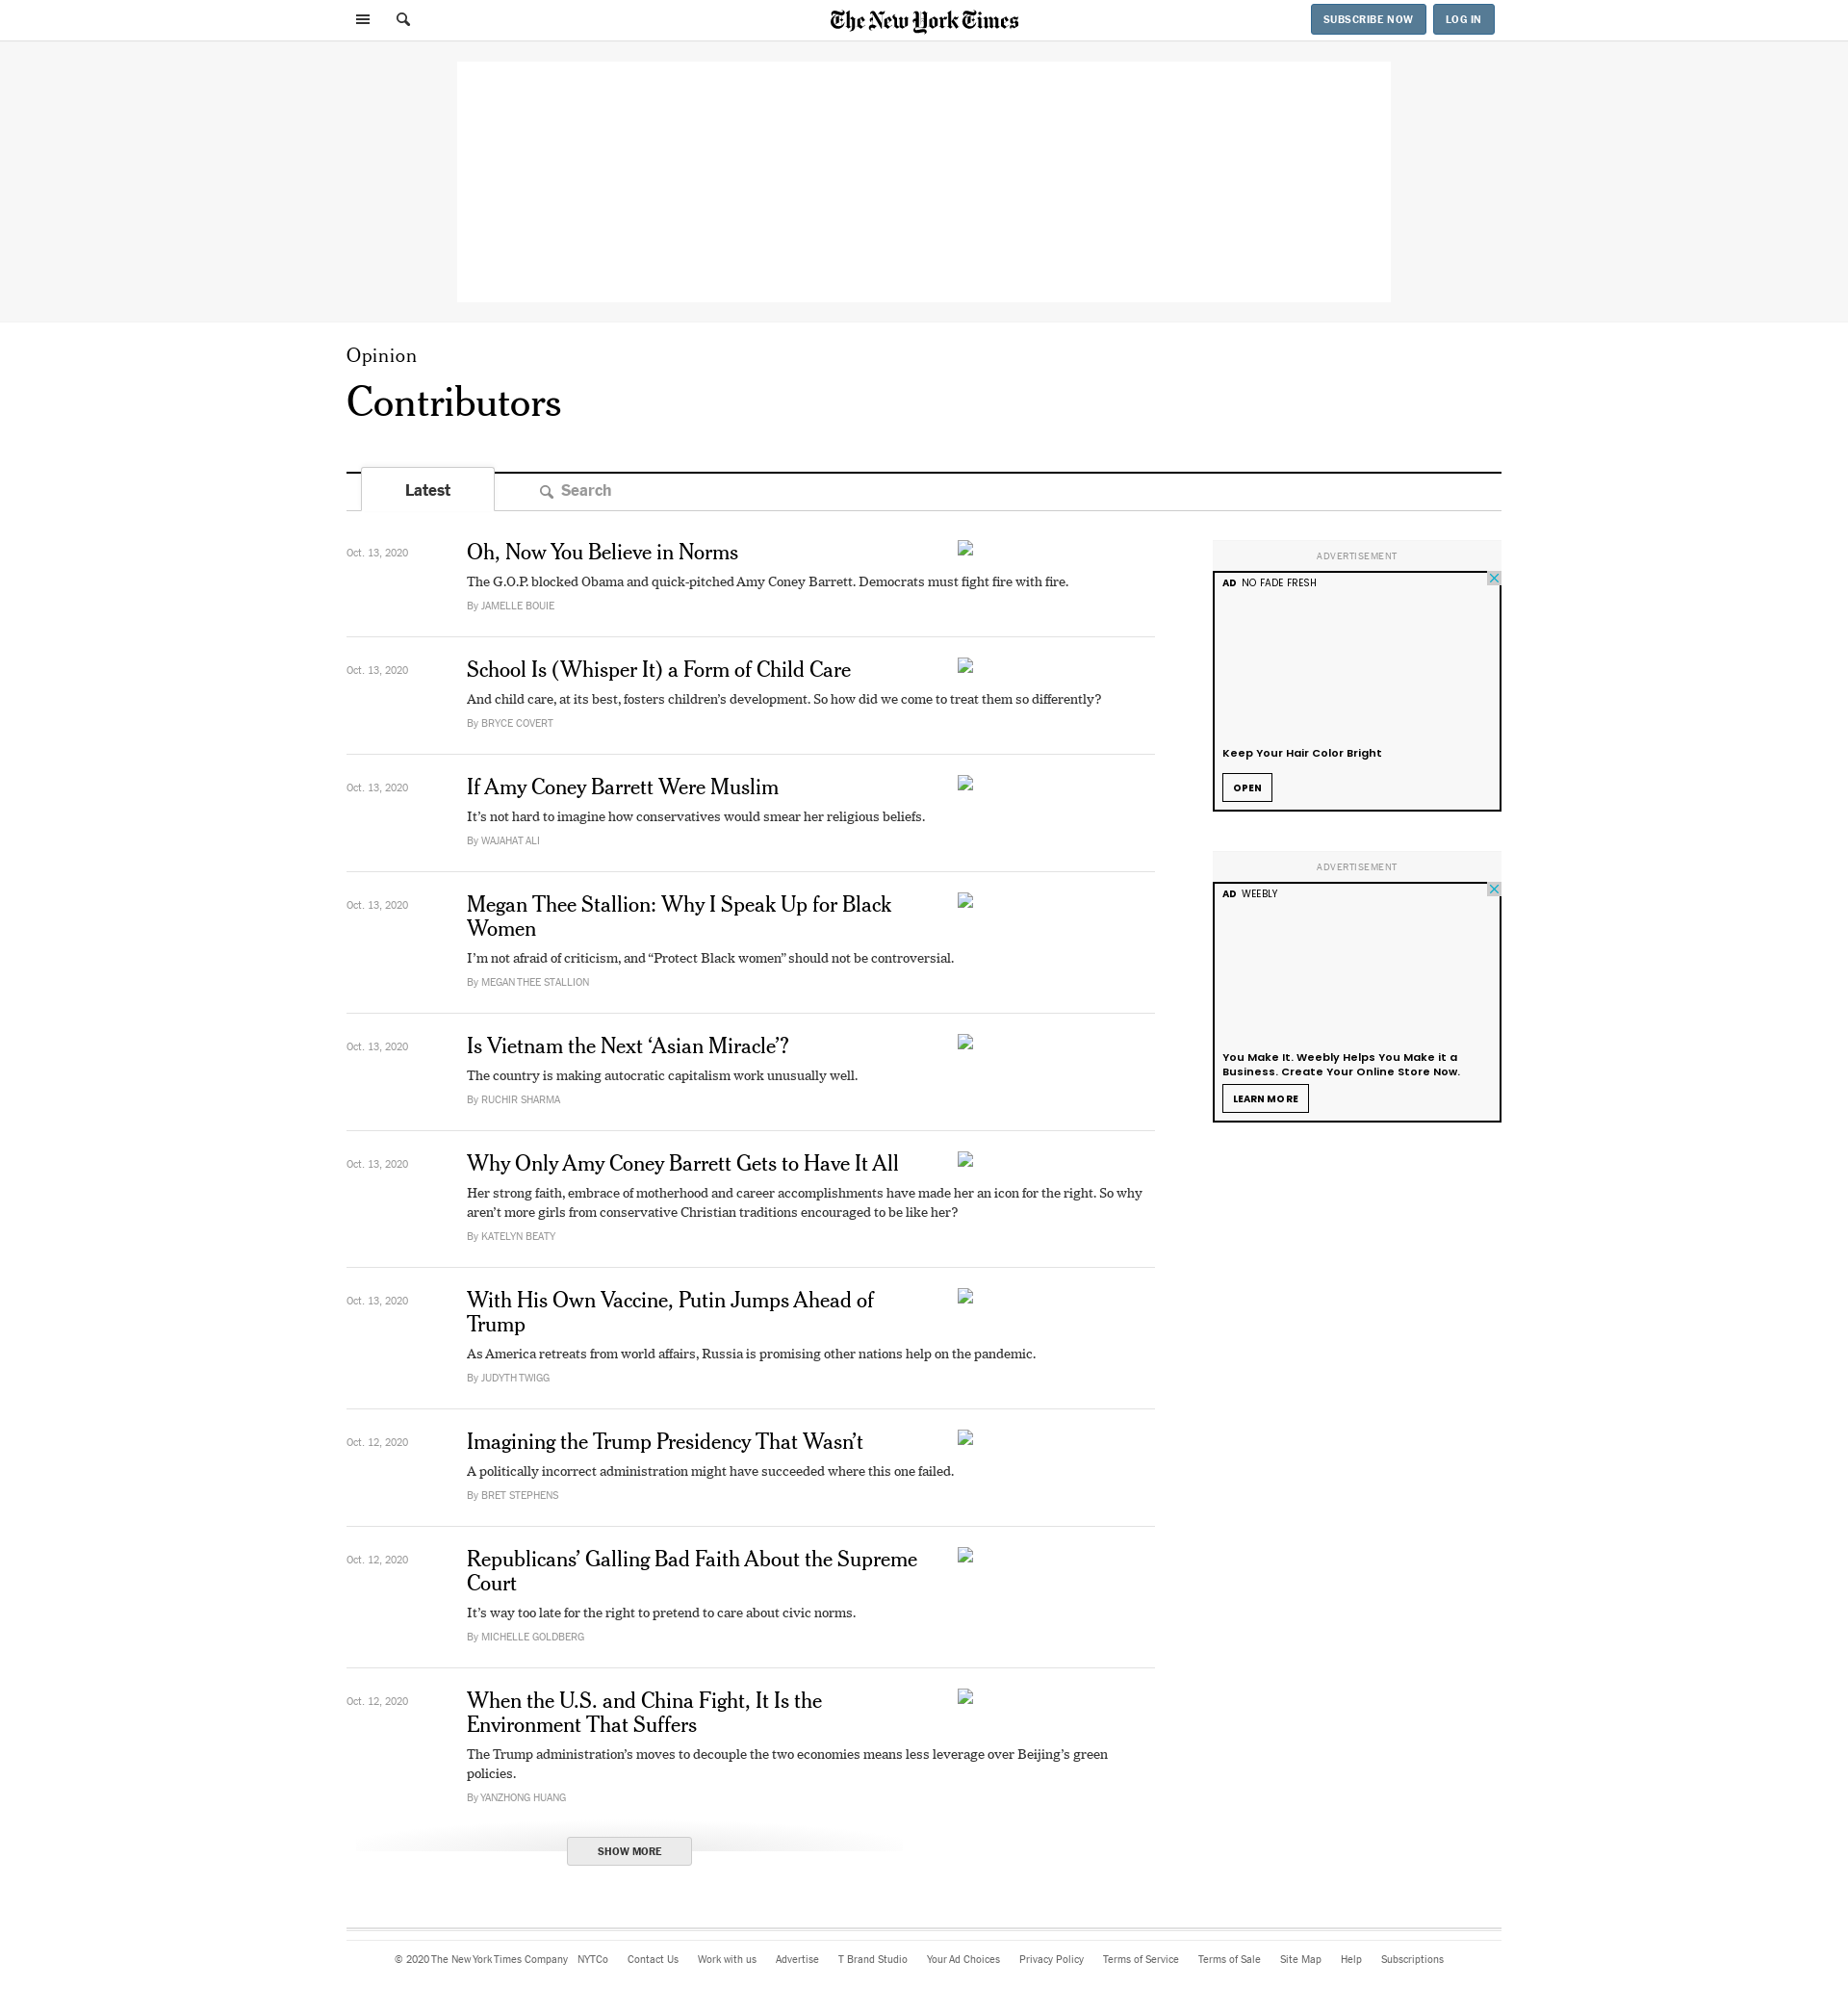 The New York Times
SUBSCRIBE NOW
LOG IN
Opinion
Contributors
Latest
Search
Oct. 13, 2020
Oh, Now You Believe in Norms
The G.O.P. blocked Obama and quick-pitched Amy Coney Barrett. Democrats must fight fire with fire.
By JAMELLE BOUIE
Oct. 13, 2020
School Is (Whisper It) a Form of Child Care
And child care, at its best, fosters children’s development. So how did we come to treat them so differently?
By BRYCE COVERT
Oct. 13, 2020
If Amy Coney Barrett Were Muslim
It’s not hard to imagine how conservatives would smear her religious beliefs.
By WAJAHAT ALI
Oct. 13, 2020
Megan Thee Stallion: Why I Speak Up for Black
Women
I’m not afraid of criticism, and “Protect Black women” should not be controversial.
By MEGAN THEE STALLION
Oct. 13, 2020
Is Vietnam the Next ‘Asian Miracle’?
The country is making autocratic capitalism work unusually well.
By RUCHIR SHARMA
Oct. 13, 2020
Why Only Amy Coney Barrett Gets to Have It All
Her strong faith, embrace of motherhood and career accomplishments have made her an icon for the right. So why
aren’t more girls from conservative Christian traditions encouraged to be like her?
By KATELYN BEATY
Oct. 13, 2020
With His Own Vaccine, Putin Jumps Ahead of
Trump
As America retreats from world affairs, Russia is promising other nations help on the pandemic.
By JUDYTH TWIGG
Oct. 12, 2020
Imagining the Trump Presidency That Wasn’t
A politically incorrect administration might have succeeded where this one failed.
By BRET STEPHENS
Oct. 12, 2020
Republicans’ Galling Bad Faith About the Supreme
Court
It’s way too late for the right to pretend to care about civic norms.
By MICHELLE GOLDBERG
Oct. 12, 2020
When the U.S. and China Fight, It Is the
Environment That Suffers
The Trump administration’s moves to decouple the two economies means less leverage over Beijing’s green
policies.
By YANZHONG HUANG
SHOW MORE
ADVERTISEMENT
AD NO FADE FRESH
Keep Your Hair Color Bright
OPEN
ADVERTISEMENT
AD WEEBLY
You Make It. Weebly Helps You Make it a
Business. Create Your Online Store Now.
LEARN MORE
© 2020 The New York Times Company NYTCo Contact Us Work with us Advertise T Brand Studio Your Ad Choices Privacy Policy Terms of Service Terms of Sale Site Map Help Subscriptions